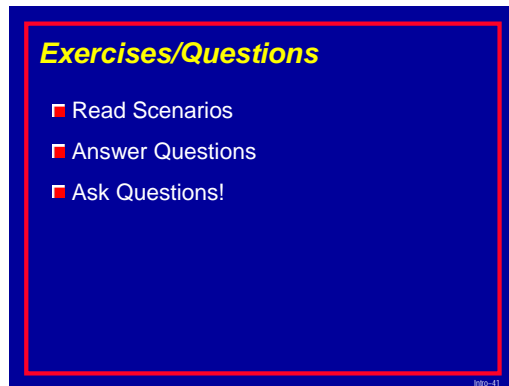 Exercises/Questions
Read Scenarios
Answer Questions
Ask Questions!
Intro-41